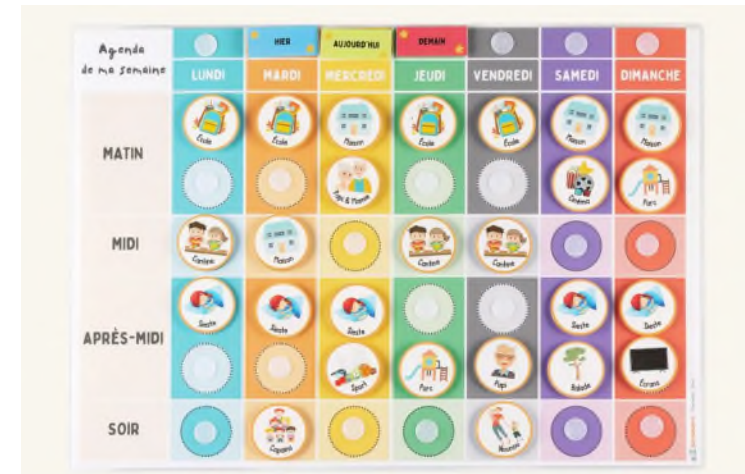 Agenda
de ma semaine
HIER
AUJOURD'HUI
DEMAIN
LUNDI MARDI MERCREDI JEUDI VENDREDI SAMEDI DIMANCHE
MATIN
École École Maison École École Maison Maison
Papi & Mamie Cinéma Parc
MIDI
Cantine Maison Cantine Cantine
APRÈS-MIDI
Sieste Sieste Sieste Sieste Sieste
Sport Parc Papi Balade Écrans
SOIR
Copains Nounou